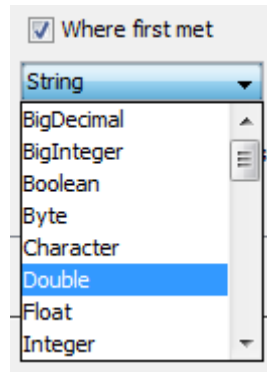 Where first met
String
BigDecimal
BigInteger
Boolean
Byte
Character
Double
Float
Integer